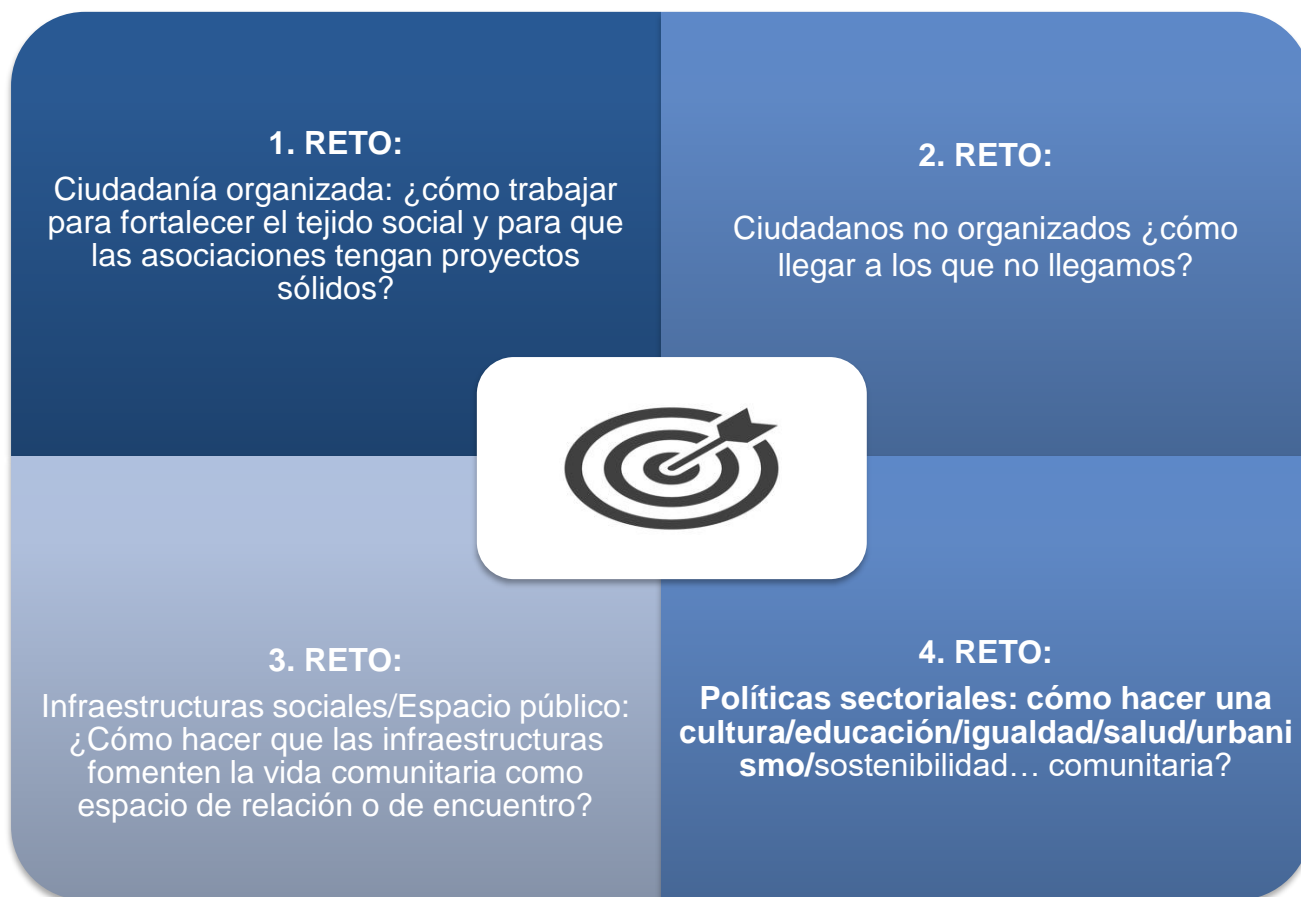 1. RETO:
Ciudadanía organizada: ¿cómo trabajar
para fortalecer el tejido social y para que
las asociaciones tengan proyectos
sólidos?
2. RETO:
Ciudadanos no organizados ¿cómo
llegar a los que no llegamos?
3. RETO:
Infraestructuras sociales/Espacio público:
¿Cómo hacer que las infraestructuras
fomenten la vida comunitaria como
espacio de relación o de encuentro?
4. RETO:
Políticas sectoriales: cómo hacer una
cultura/educación/igualdad/salud/urbani
smo/sostenibilidad… comunitaria?